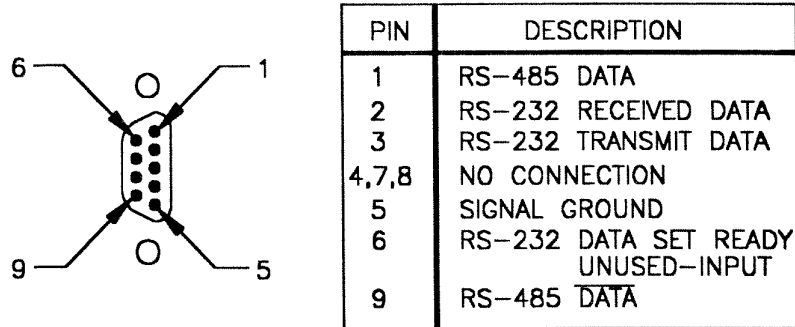 6
1
9
5
PIN DESCRIPTION
1 RS-485 DATA
2 RS-232 RECEIVED DATA
3 RS-232 TRANSMIT DATA
4,7,8 NO CONNECTION
5 SIGNAL GROUND
6 RS-232 DATA SET READY
UNUSED-INPUT
9 RS-485 D̅A̅T̅A̅